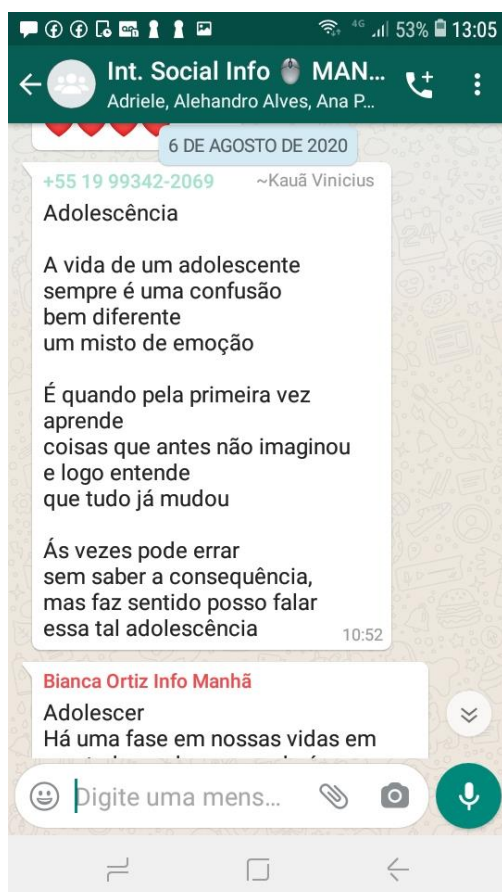 4G 53% 13:05
Int. Social Info MAN...
Adriele, Alehandro Alves, Ana P...
6 DE AGOSTO DE 2020
+55 19 99342-2069 ~Kauã Vinicius
Adolescência
A vida de um adolescente
sempre é uma confusão
bem diferente
um misto de emoção
É quando pela primeira vez
aprende
coisas que antes não imaginou
e logo entende
que tudo já mudou
Ás vezes pode errar
sem saber a consequência,
mas faz sentido posso falar
essa tal adolescência
10:52
Bianca Ortiz Info Manhã
Adolescer
Há uma fase em nossas vidas em
Digite uma mens...